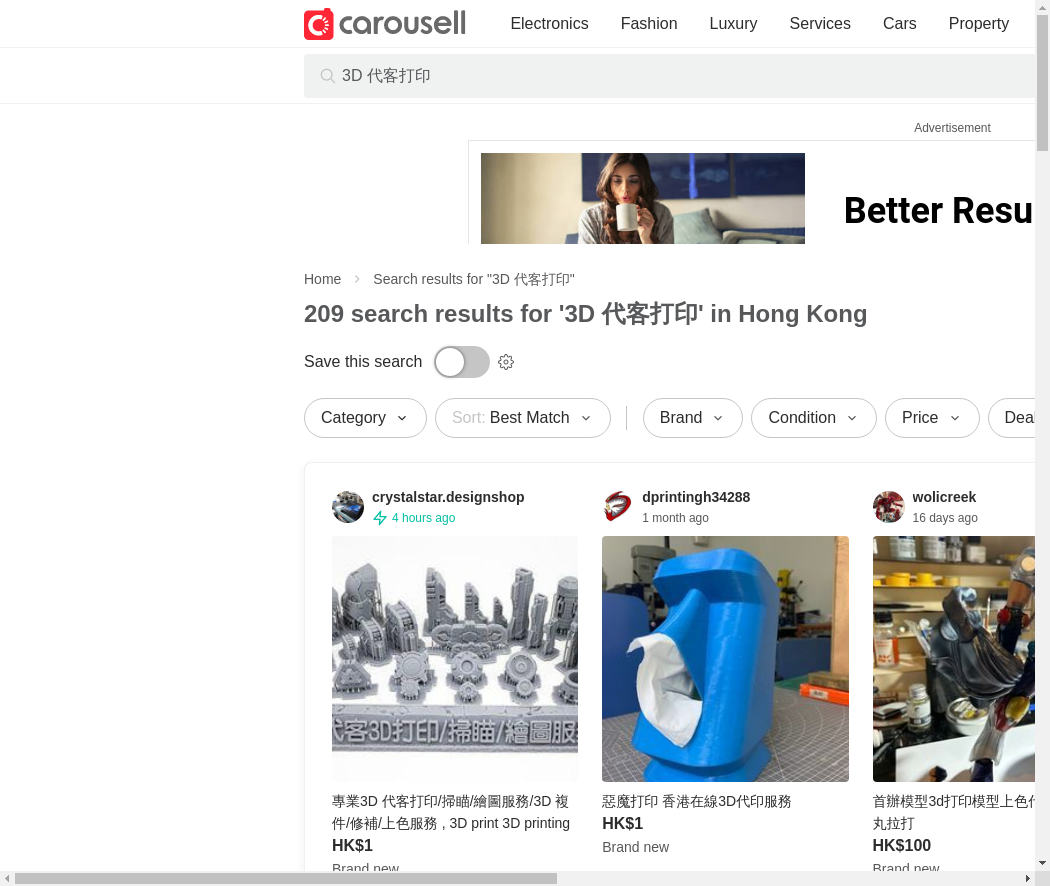 carousell
Electronics
Fashion
Luxury
Services
Cars
Property
3D 代客打印
Advertisement
Better Resu
Home
Search results for "3D 代客打印"
209 search results for '3D 代客打印' in Hong Kong
Save this search
Category
Sort: Best Match
Brand
Condition
Price
Dea
crystalstar.designshop
4 hours ago
代客3D打印/掃瞄/繪圖服
專業3D 代客打印/掃瞄/繪圖服務/3D 複
件/修補/上色服務 , 3D print 3D printing
HK$1
Brand new
dprintingh34288
1 month ago
惡魔打印 香港在線3D代印服務
HK$1
Brand new
wolicreek
16 days ago
首辦模型3d打印模型上色代
丸拉打
HK$100
Brand new